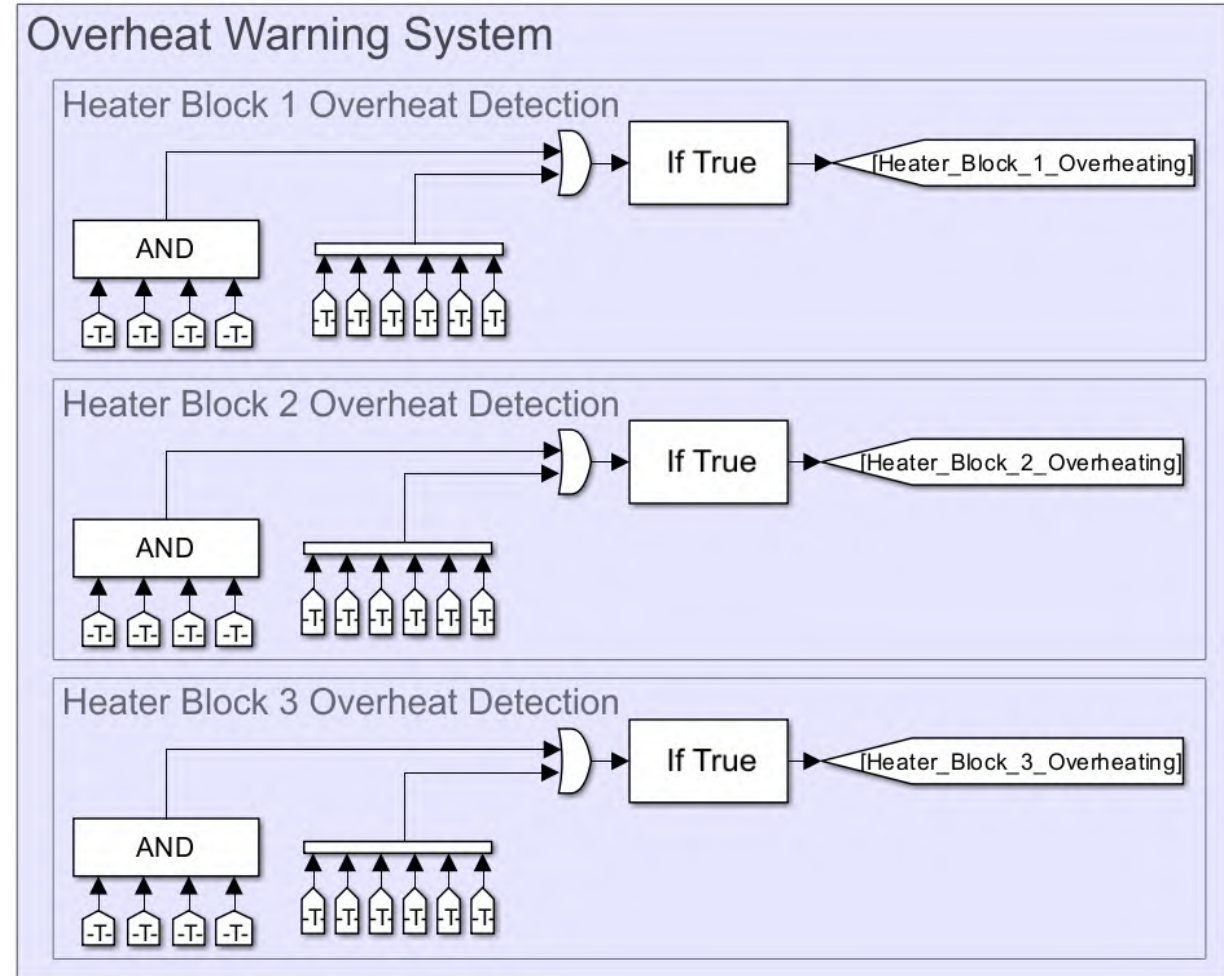 Overheat Warning System
Heater Block 1 Overheat Detection
If True
[Heater_Block_1_Overheating]
AND
-T- -T- -T- -T- -T- -T- -T- -T- -T- -T-
Heater Block 2 Overheat Detection
If True
[Heater_Block_2_Overheating]
AND
-T- -T- -T- -T- -T- -T- -T- -T- -T- -T-
Heater Block 3 Overheat Detection
If True
[Heater_Block_3_Overheating]
AND
-T- -T- -T- -T- -T- -T- -T- -T- -T- -T-